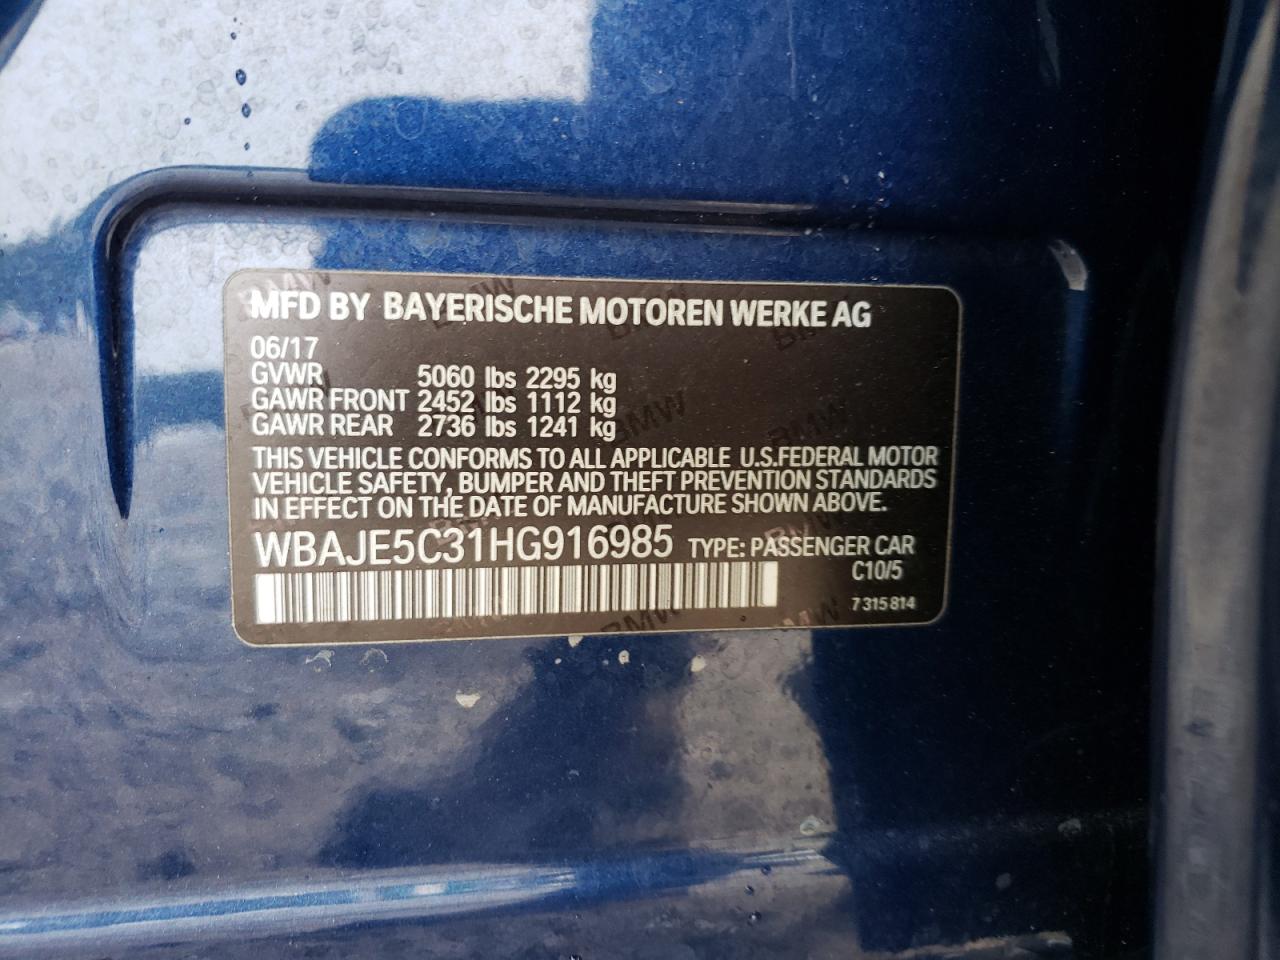 MFD BY BAYERISCHE MOTOREN WERKE AG
06/17
GVWR 5060 lbs 2295 kg
GAWR FRONT 2452 lbs 1112 kg
GAWR REAR 2736 lbs 1241 kg
THIS VEHICLE CONFORMS TO ALL APPLICABLE U.S.FEDERAL MOTOR
VEHICLE SAFETY, BUMPER AND THEFT PREVENTION STANDARDS
IN EFFECT ON THE DATE OF MANUFACTURE SHOWN ABOVE.
WBAJE5C31HG916985 TYPE: PASSENGER CAR
C10/5
7 315 814